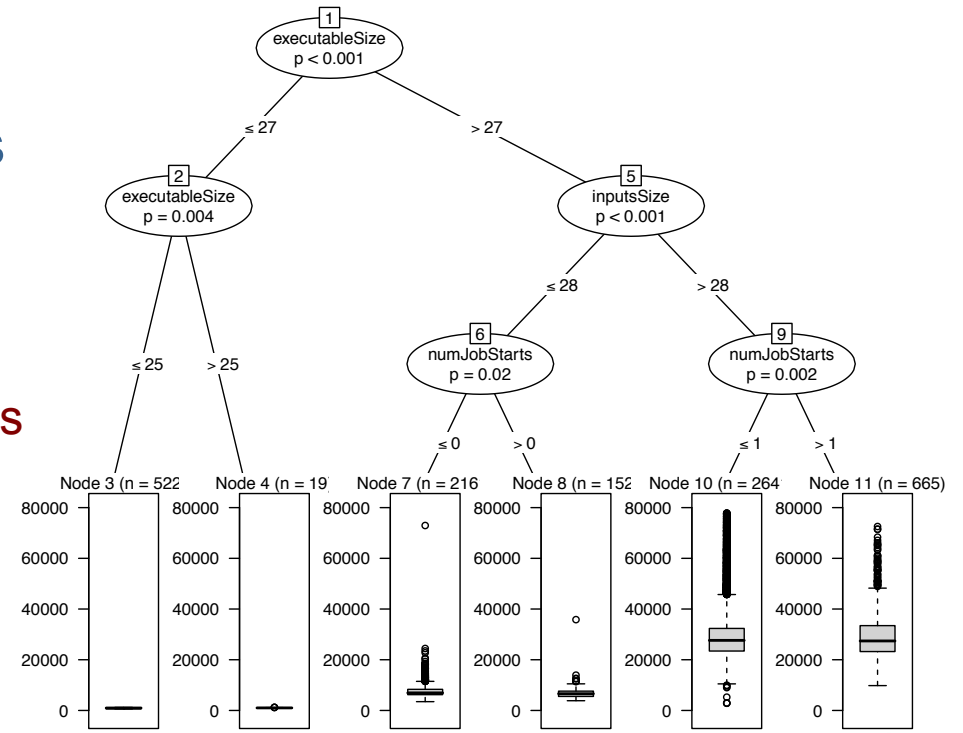 1
executableSize
p < 0.001
≤ 27
> 27
s
2
executableSize
p = 0.004
5
inputsSize
p < 0.001
≤ 28
> 28
6
numJobStarts
p = 0.02
9
numJobStarts
p = 0.002
≤ 25
> 25
s
≤ 0
> 0
≤ 1
> 1
Node 3 (n = 522
Node 4 (n = 19
Node 7 (n = 216
Node 8 (n = 152
Node 10 (n = 264
Node 11 (n = 665)
80000 80000 80000 80000 80000 80000
60000 60000 60000 60000 60000 60000
40000 40000 40000 40000 40000 40000
20000 20000 20000 20000 20000 20000
0 0 0 0 0 0